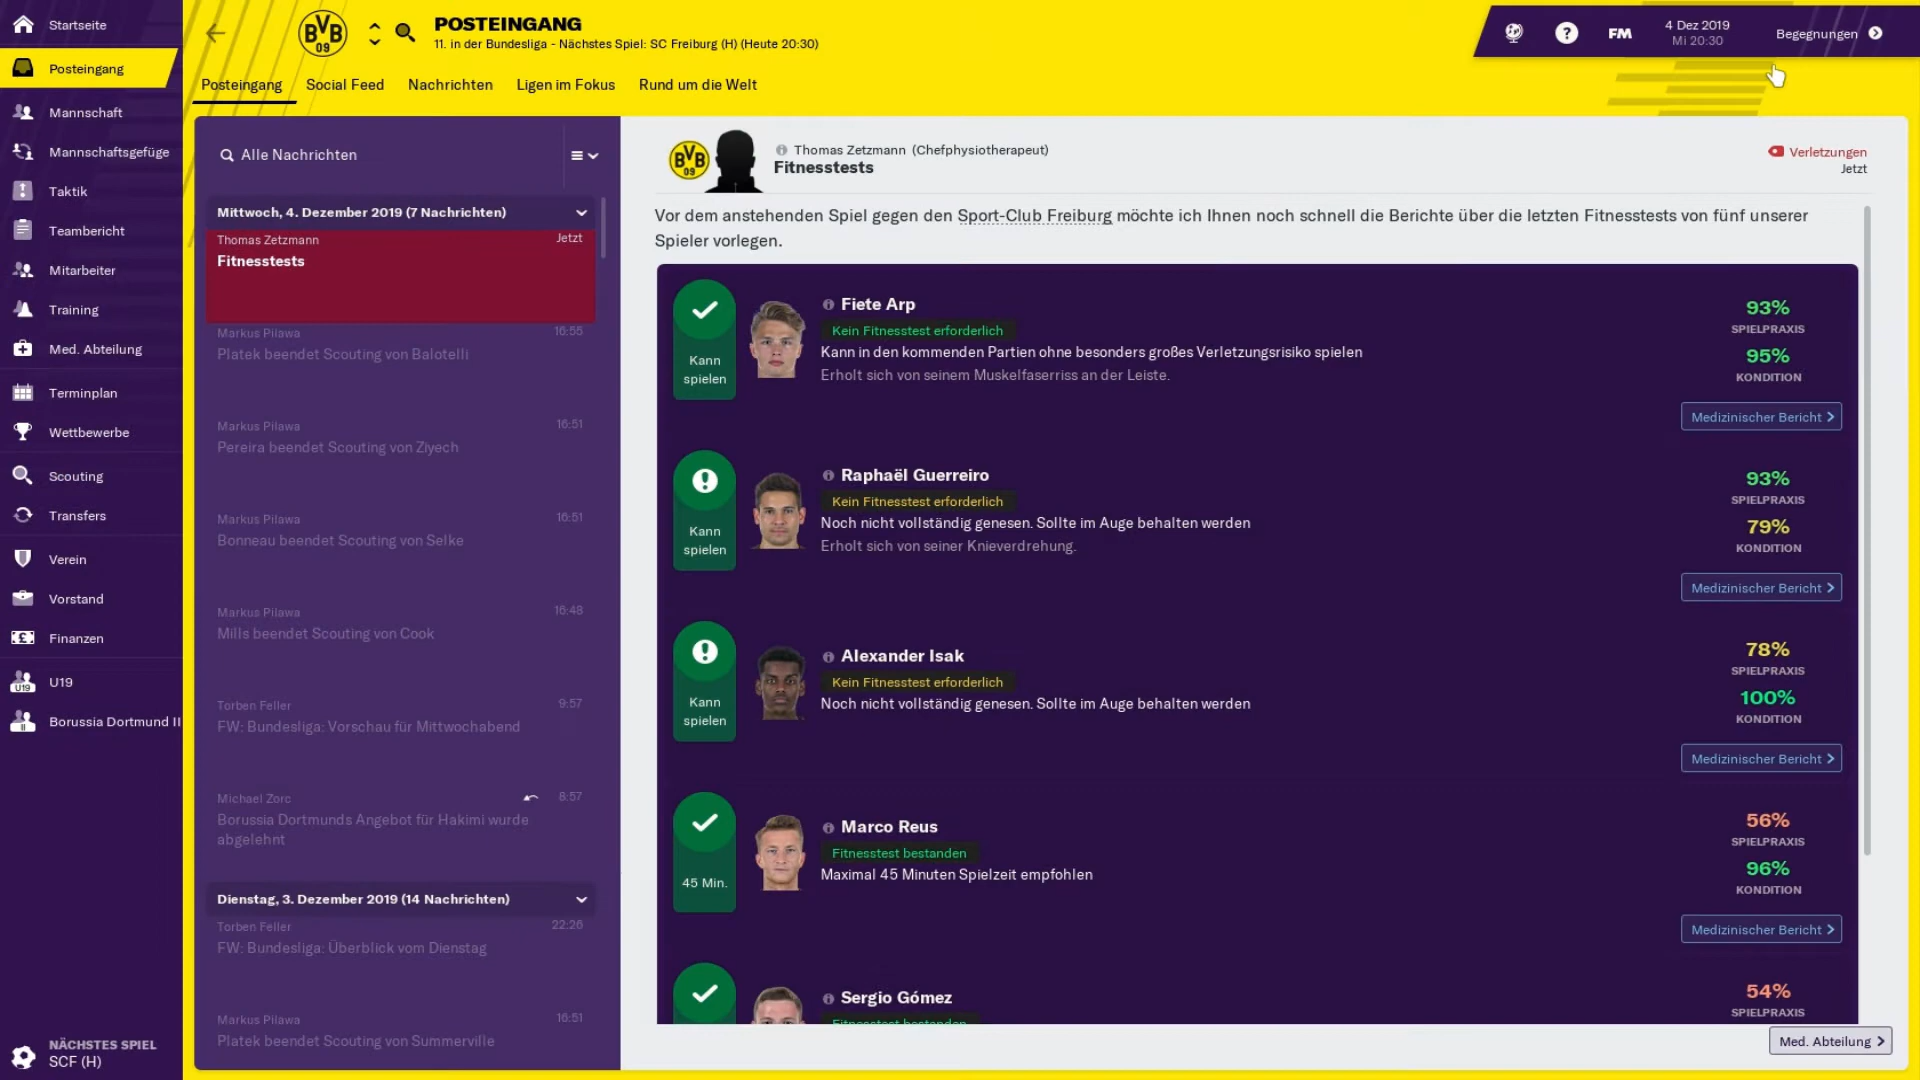 Startseite
Posteingang
Mannschaft
Mannschaftsgefüge
Taktik
Teambericht
Mitarbeiter
Training
Med. Abteilung
Terminplan
Wettbewerbe
Scouting
Transfers
Verein
Vorstand
Finanzen
U19
U19
II
Borussia Dortmund II
NÄCHSTES SPIEL
SCF (H)
BVB
09
POSTEINGANG
11. in der Bundesliga - Nächstes Spiel: SC Freiburg (H) (Heute 20:30)
FM
4 Dez 2019
Mi 20:30
Begegnungen
Posteingang
Social Feed
Nachrichten
Ligen im Fokus
Rund um die Welt
Alle Nachrichten
Mittwoch, 4. Dezember 2019 (7 Nachrichten)
Thomas Zetzmann
Jetzt
Fitnesstests
Markus Pilawa
16:55
Platek beendet Scouting von Balotelli
Markus Pilawa
16:51
Pereira beendet Scouting von Ziyech
Markus Pilawa
16:51
Bonneau beendet Scouting von Selke
Markus Pilawa
16:48
Mills beendet Scouting von Cook
Torben Feller
9:57
FW: Bundesliga: Vorschau für Mittwochabend
Michael Zorc
8:57
Borussia Dortmunds Angebot für Hakimi wurde
abgelehnt
Dienstag, 3. Dezember 2019 (14 Nachrichten)
Torben Feller
22:26
FW: Bundesliga: Überblick vom Dienstag
Markus Pilawa
16:51
Platek beendet Scouting von Summerville
BVB
09
Thomas Zetzmann (Chefphysiotherapeut)
Fitnesstests
Verletzungen
Jetzt
Vor dem anstehenden Spiel gegen den Sport-Club Freiburg möchte ich Ihnen noch schnell die Berichte über die letzten Fitnesstests von fünf unserer
Spieler vorlegen.
Kann
spielen
Fiete Arp
Kein Fitnesstest erforderlich
Kann in den kommenden Partien ohne besonders großes Verletzungsrisiko spielen
Erholt sich von seinem Muskelfaserriss an der Leiste.
93%
SPIELPRAXIS
95%
KONDITION
Medizinischer Bericht
Kann
spielen
Raphaël Guerreiro
Kein Fitnesstest erforderlich
Noch nicht vollständig genesen. Sollte im Auge behalten werden
Erholt sich von seiner Knieverdrehung.
93%
SPIELPRAXIS
79%
KONDITION
Medizinischer Bericht
Kann
spielen
Alexander Isak
Kein Fitnesstest erforderlich
Noch nicht vollständig genesen. Sollte im Auge behalten werden
78%
SPIELPRAXIS
100%
KONDITION
Medizinischer Bericht
45 Min.
Marco Reus
Fitnesstest bestanden
Maximal 45 Minuten Spielzeit empfohlen
56%
SPIELPRAXIS
96%
KONDITION
Medizinischer Bericht
Sergio Gómez
Fitnesstest bestanden
54%
SPIELPRAXIS
Med. Abteilung